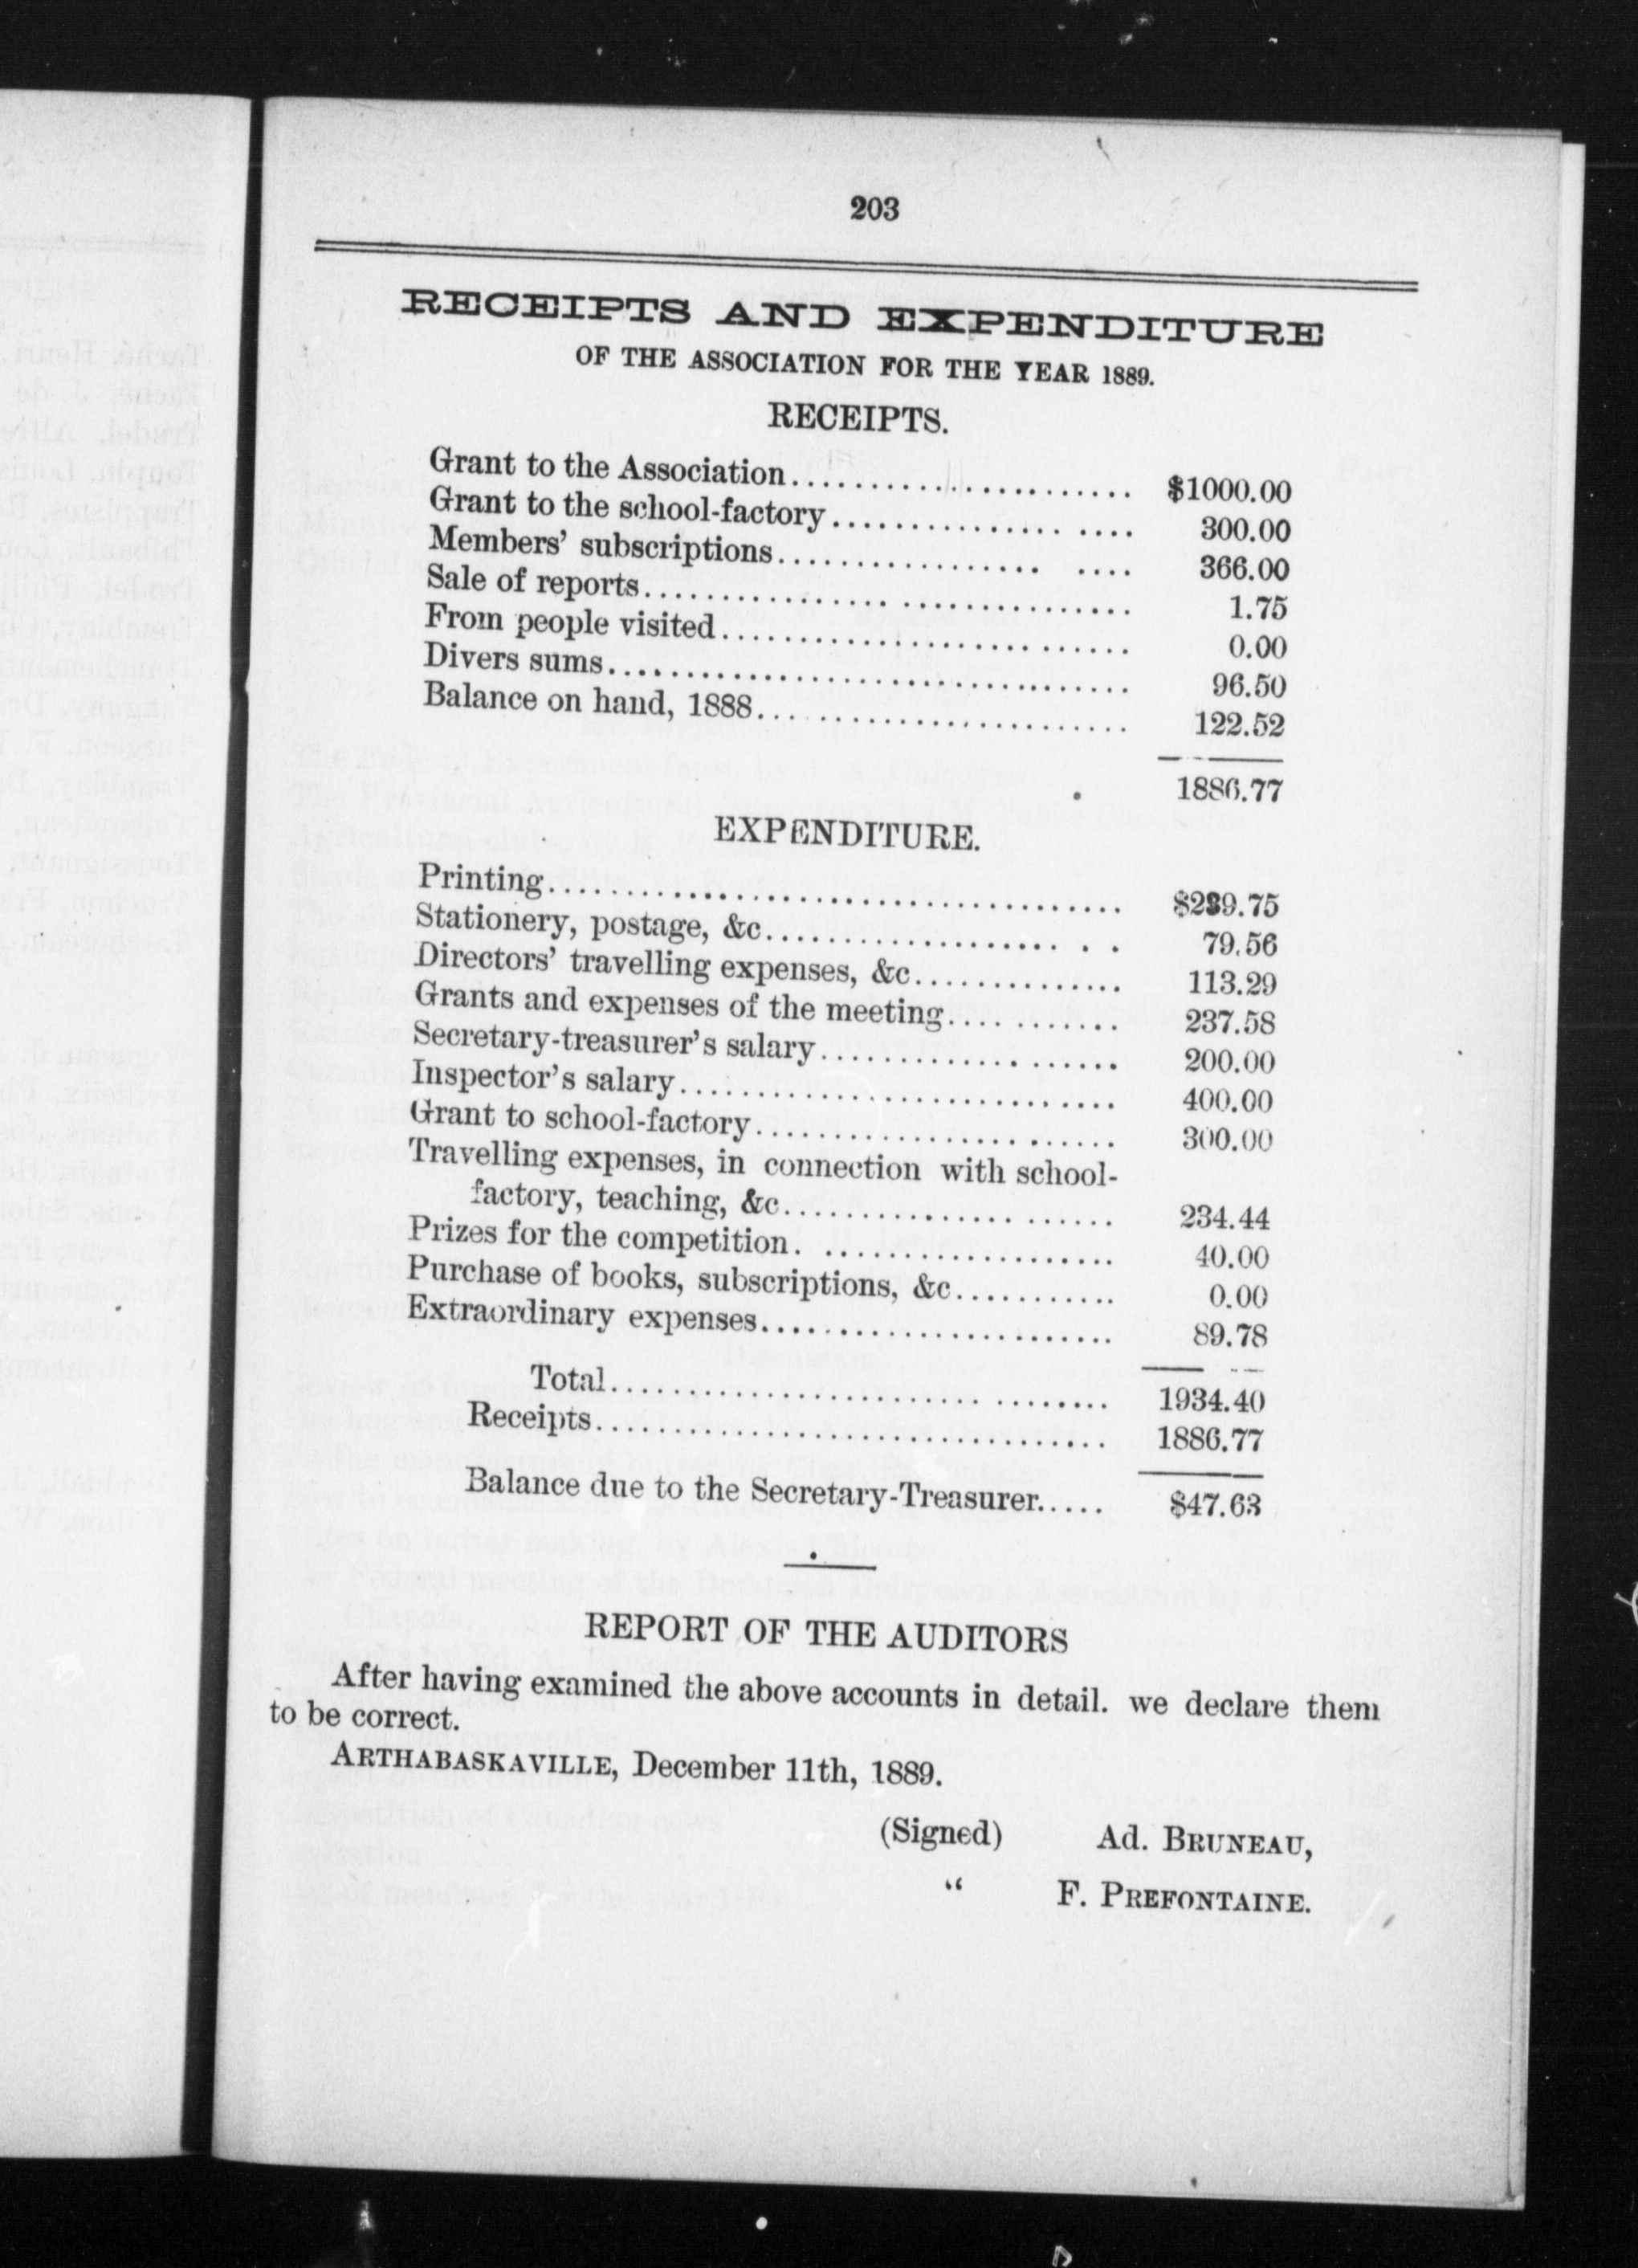 203
RECEIPTS AND EXPENDITURE
OF THE ASSOCIATION FOR THE YEAR 1889.
RECEIPTS.
Grant to the Association........................ $1000.00
Grant to the school-factory................... 300.00
Members' subscriptions..................... 366.00
Sale of reports............................... 1.75
From people visited.......................... 0.00
Divers sums.................................. 96.50
Balance on hand, 1888........................ 122.52
1886.77
EXPENDITURE.
Printing..................................... $239.75
Stationery, postage, &c..................... 79.56
Directors' travelling expenses, &c.............. 113.29
Grants and expenses of the meeting............ 237.58
Secretary-treasurer's salary.................... 200.00
Inspector's salary............................ 400.00
Grant to school-factory....................... 300.00
Travelling expenses, in connection with school-
factory, teaching, &c..................... 234.44
Prizes for the competition. ................... 40.00
Purchase of books, subscriptions, &c........... 0.00
Extraordinary expenses....................... 89.78
Total................................ 1934.40
Receipts................................. 1886.77
Balance due to the Secretary-Treasurer..... $47.63
REPORT OF THE AUDITORS
After having examined the above accounts in detail. we declare them
to be correct.
ARTHABASKAVILLE, December 11th, 1889.
(Signed) Ad. BRUNEAU,
“ F. PREFONTAINE.